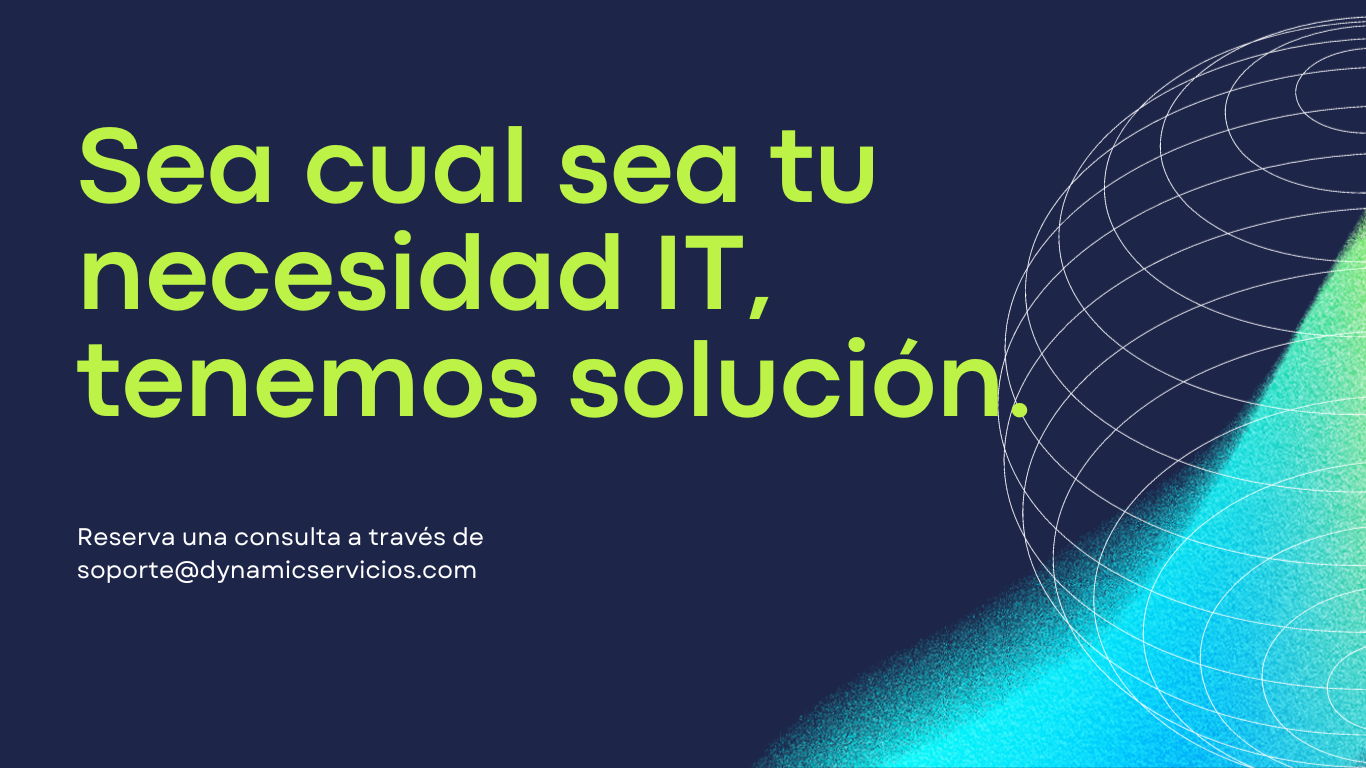 Sea cual sea tu
necesidad IT,
tenemos solución.
Reserva una consulta a través de
soporte@dynamicservicios.com